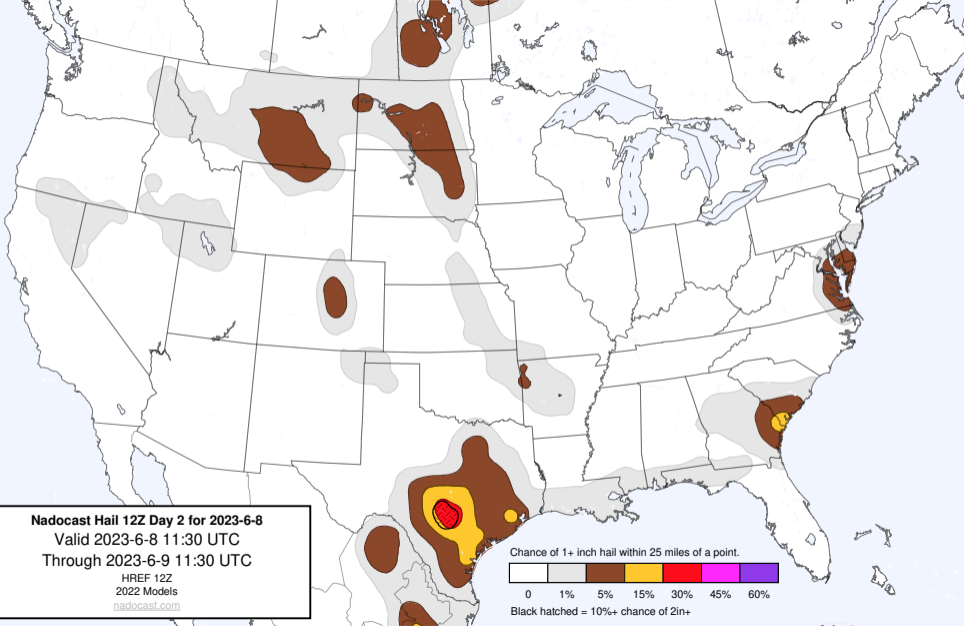 Nadocast Hail 12Z Day 2 for 2023-6-8
Valid 2023-6-8 11:30 UTC
Through 2023-6-9 11:30 UTC
HREF 12Z
2022 Models
nadocast.com
Chance of 1+ inch hail within 25 miles of a point.
0 1% 5% 15% 30% 45% 60%
Black hatched = 10%+ chance of 2in+